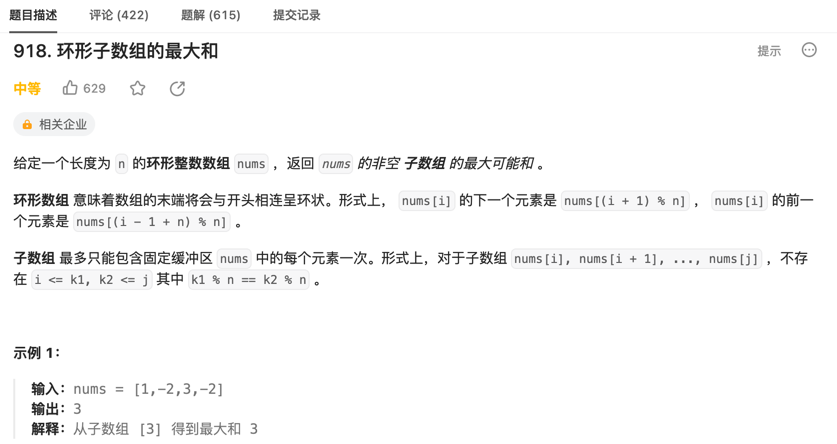 题目描述 评论 (422) 题解 (615) 提交记录
918. 环形子数组的最大和 提示
中等 629
相关企业
给定一个长度为 n 的环形整数数组 nums ，返回 nums 的非空 子数组 的最大可能和 。
环形数组 意味着数组的末端将会与开头相连呈环状。形式上， nums[i] 的下一个元素是 nums[(i + 1) % n] ， nums[i] 的前一
个元素是 nums[(i - 1 + n) % n] 。
子数组 最多只能包含固定缓冲区 nums 中的每个元素一次。形式上，对于子数组 nums[i], nums[i + 1], ..., nums[j] ，不存
在 i <= k1, k2 <= j 其中 k1 % n == k2 % n 。
示例 1：
输入：nums = [1,-2,3,-2]
输出：3
解释：从子数组 [3] 得到最大和 3